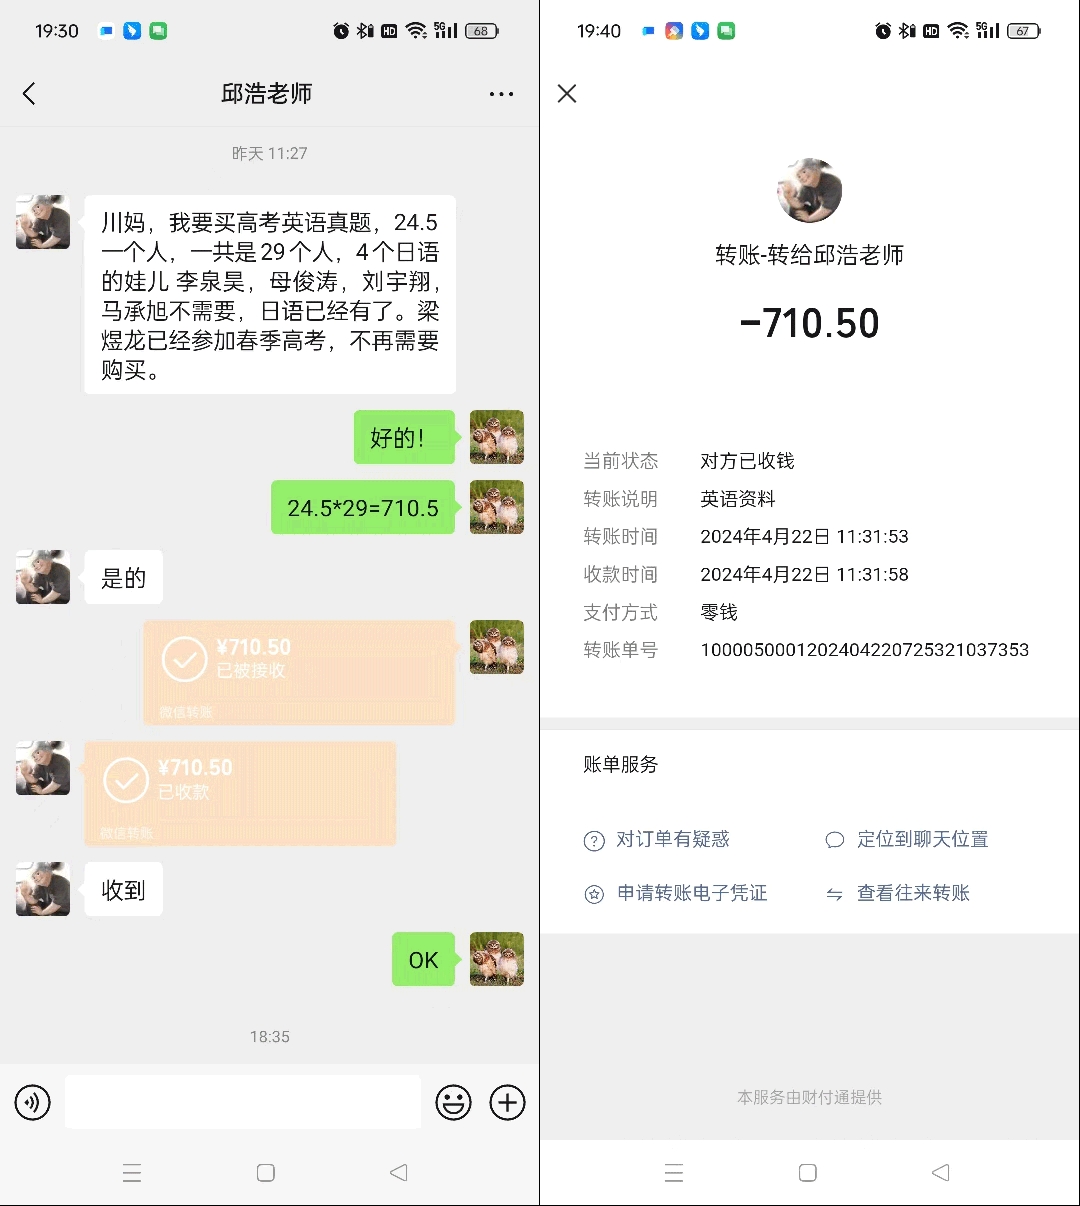 19:30
HD
5G
68
邱浩老师
昨天 11:27
川妈，我要买高考英语真题，24.5
一个人，一共是29个人，4个日语
的娃儿 李泉昊，母俊涛，刘宇翔，
马承旭不需要，日语已经有了。梁
煜龙已经参加春季高考，不再需要
购买。
好的！
24.5*29=710.5
是的
¥710.50
已被接收
微信转账
¥710.50
已收款
微信转账
收到
OK
18:35
19:40
HD
5G
67
转账-转给邱浩老师
-710.50
当前状态 对方已收钱
转账说明 英语资料
转账时间 2024年4月22日 11:31:53
收款时间 2024年4月22日 11:31:58
支付方式 零钱
转账单号 1000050001202404220725321037353
账单服务
对订单有疑惑
定位到聊天位置
申请转账电子凭证
查看往来转账
本服务由财付通提供